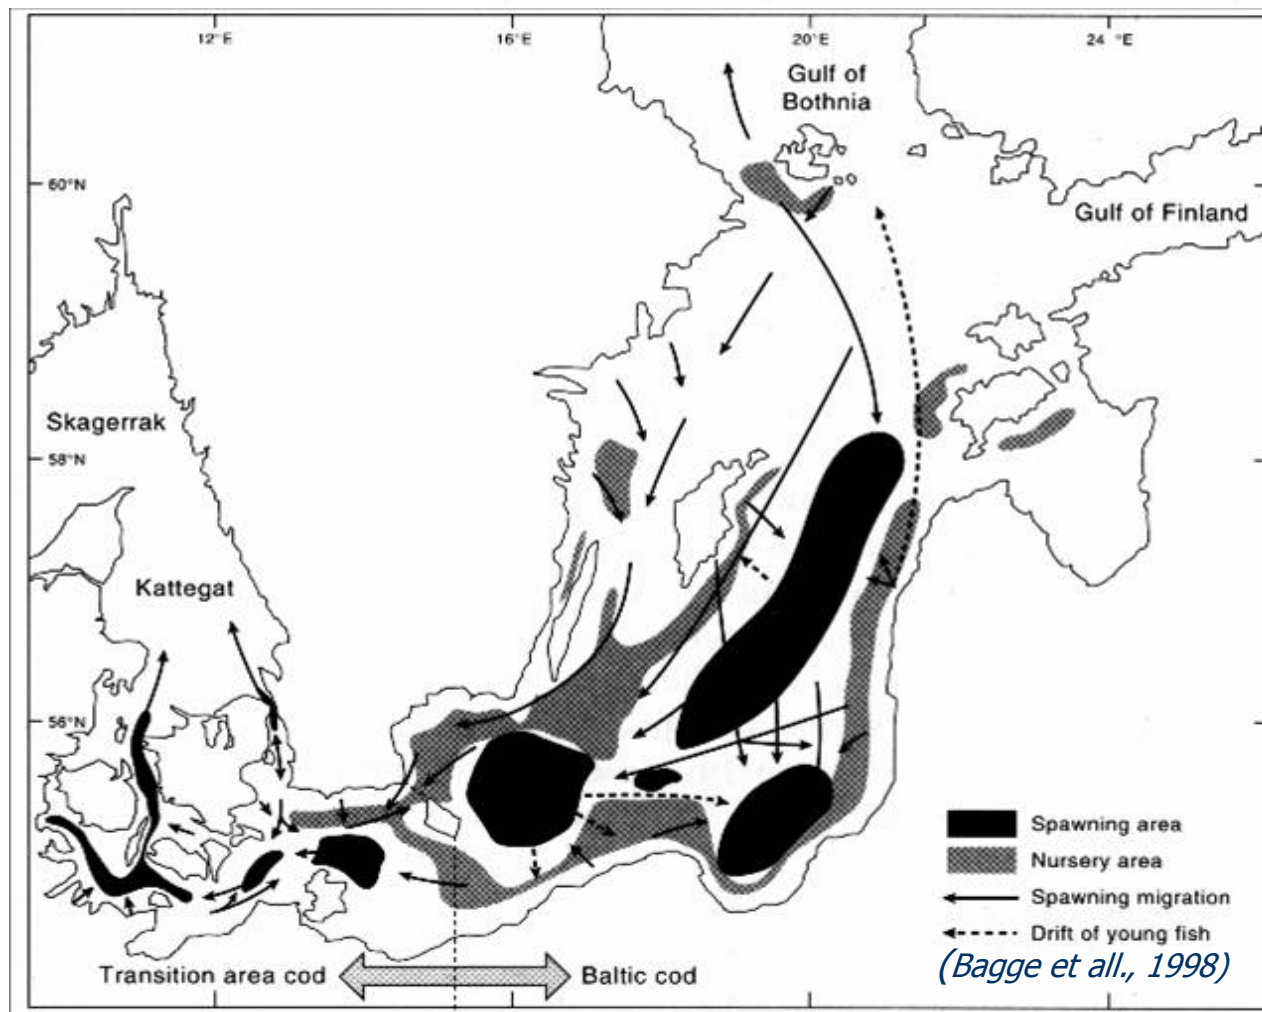 12°E 16°E 20°E 24 °E
Gulf of
Bothnia
60°N
Gulf of Finland
Skagerrak
58°N
Kattegat
56°N
Spawning area
Nursery area
Spawning migration
Drift of young fish
(Bagge et all., 1998)
Transition area cod
Baltic cod